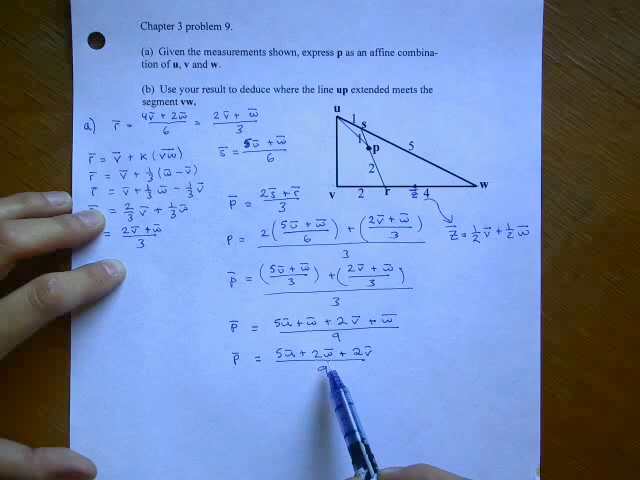 Chapter 3 problem 9.
(a) Given the measurements shown, express p as an affine combina-
tion of u, v and w.
(b) Use your result to deduce where the line up extended meets the
segment vw.
a) r̄ = (4v̄ + 2w̄)/6 = (2v̄ + w̄)/3
r̄ = v̄ + k(v̄w̄)
r̄ = v̄ + 1/3(w̄ - v̄)
r̄ = v̄ + 1/3 w̄ - 1/3 v̄
= 2/3 v̄ + 1/3 w̄
= (2v̄ + w̄)/3
s̄ = (5ū + w̄)/6
u
1
s
1
p
5
2
v
2
r
z̄
4
w
z̄ = 1/2 v̄ + 1/2 w̄
p̄ = (2s̄ + r̄)/3
p = (2((5ū + w̄)/6) + ((2v̄ + w̄)/3))/3
p̄ = (((5ū + w̄)/3) + ((2v̄ + w̄)/3))/3
p̄ = (5ū + w̄ + 2v̄ + w̄)/9
p̄ = (5ū + 2w̄ + 2v̄)/9